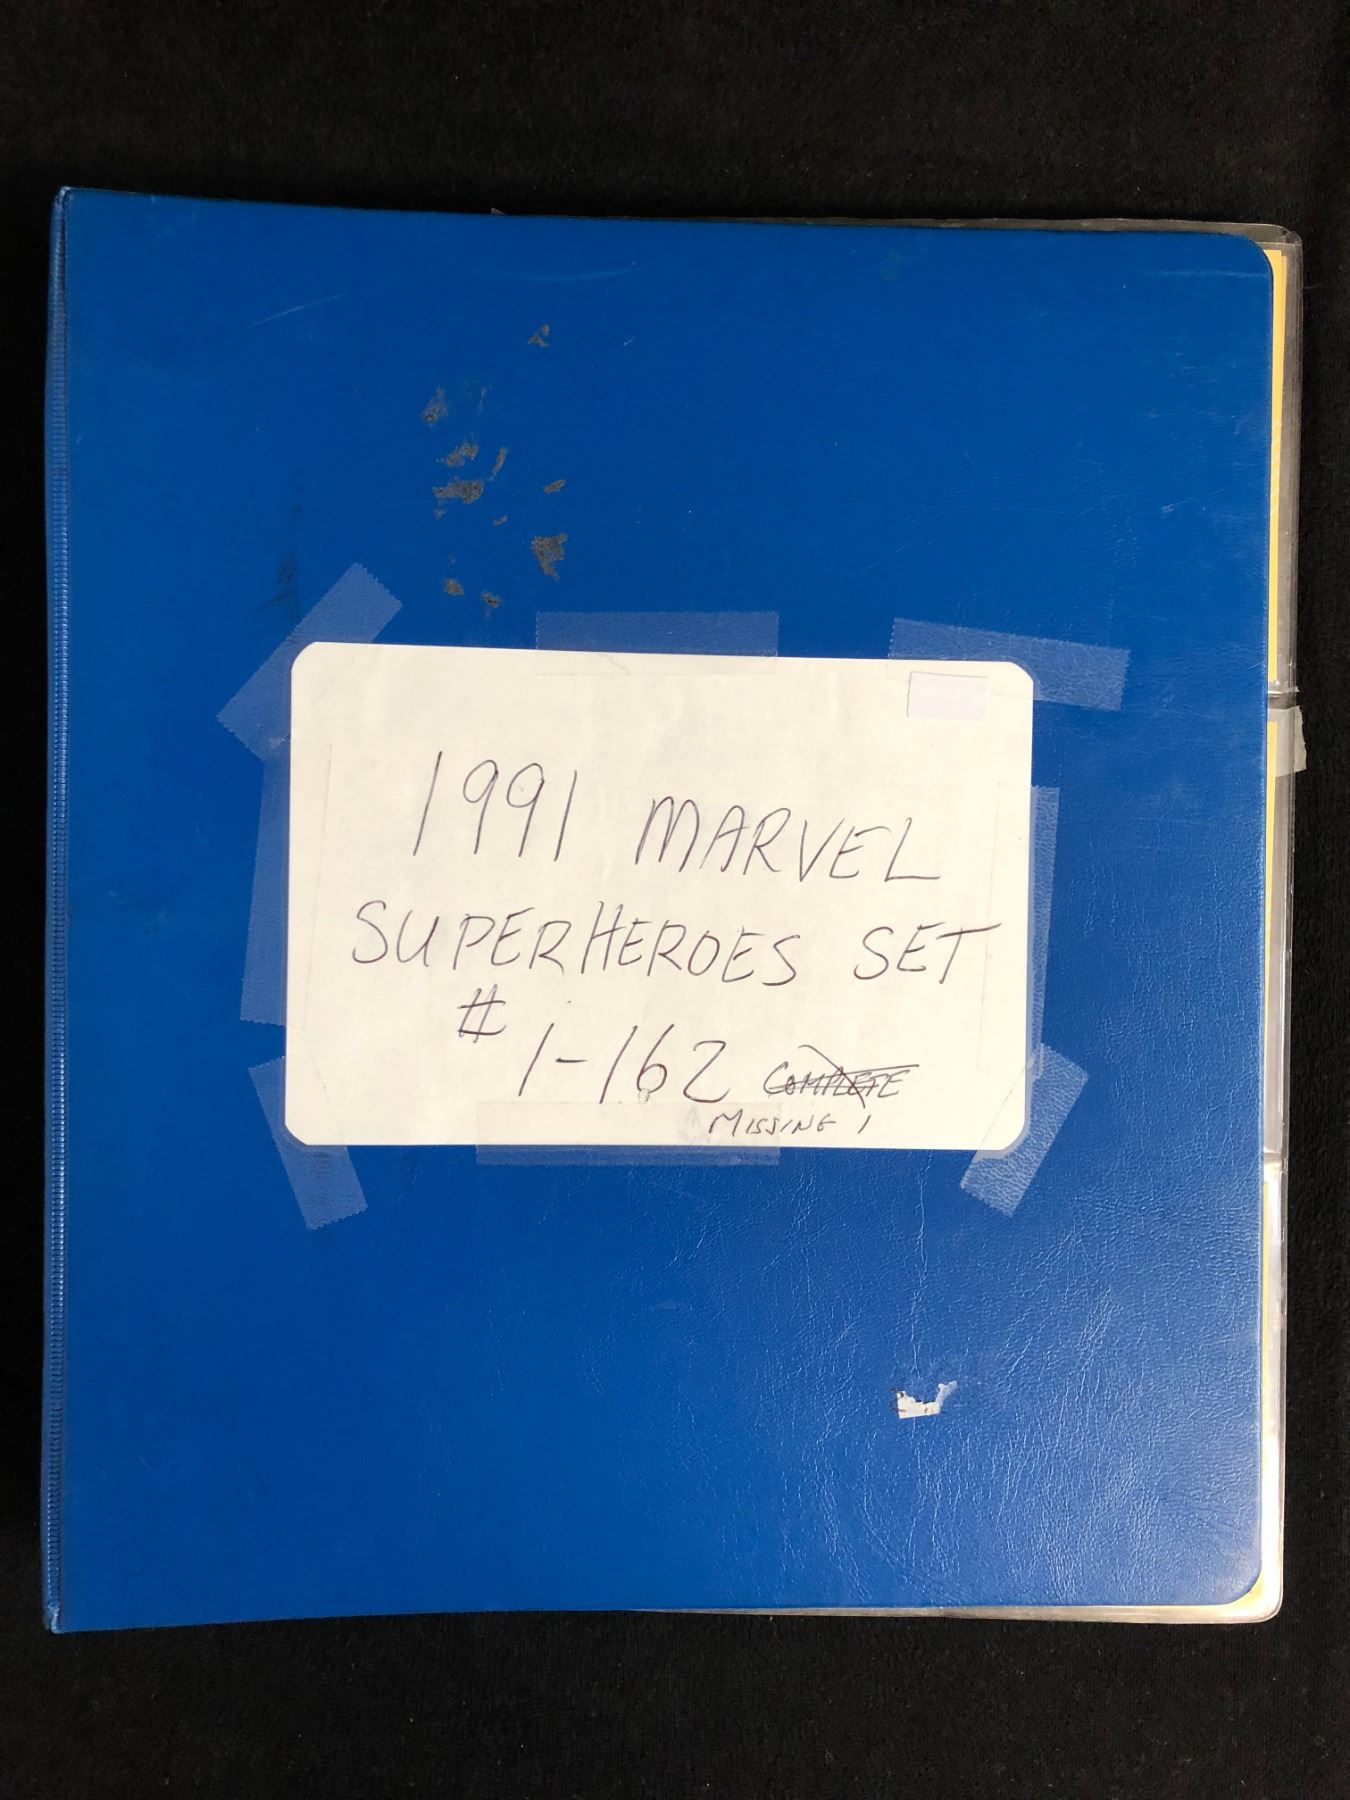 1991 MARVEL
SUPERHEROES SET
# 1-162 COMPLETE
MISSING 1